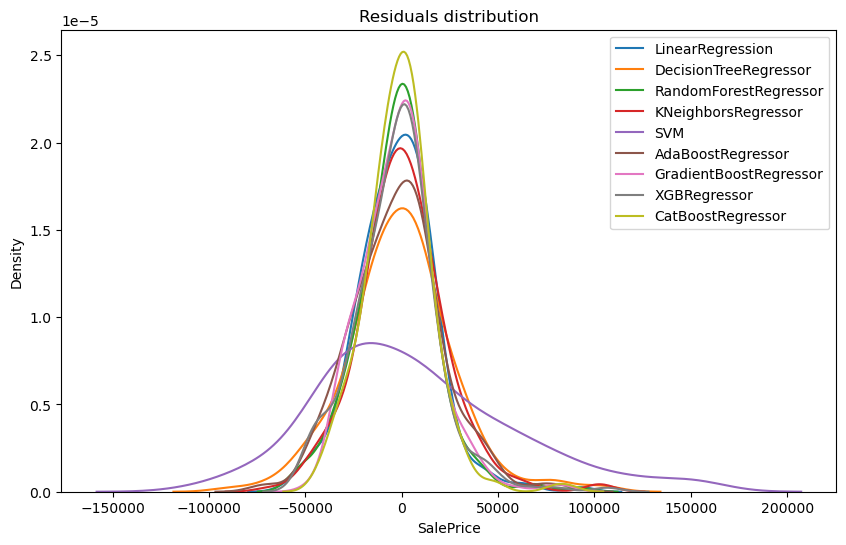 Residuals distribution
1e−5
LinearRegression
DecisionTreeRegressor
RandomForestRegressor
KNeighborsRegressor
SVM
AdaBoostRegressor
GradientBoostRegressor
XGBRegressor
CatBoostRegressor
2.5
2.0
1.5
1.0
0.5
0.0
Density
−150000 −100000 −50000 0 50000 100000 150000 200000
SalePrice